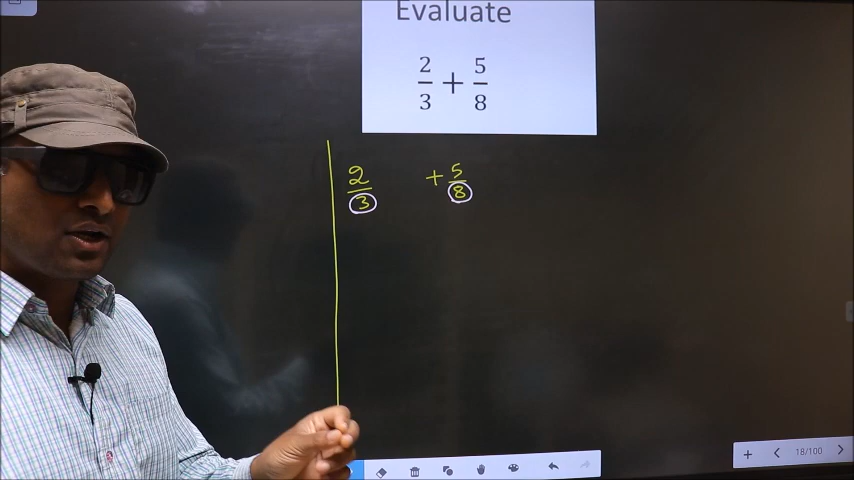 Evaluate
2/3 + 5/8
2/3 + 5/8
18/100